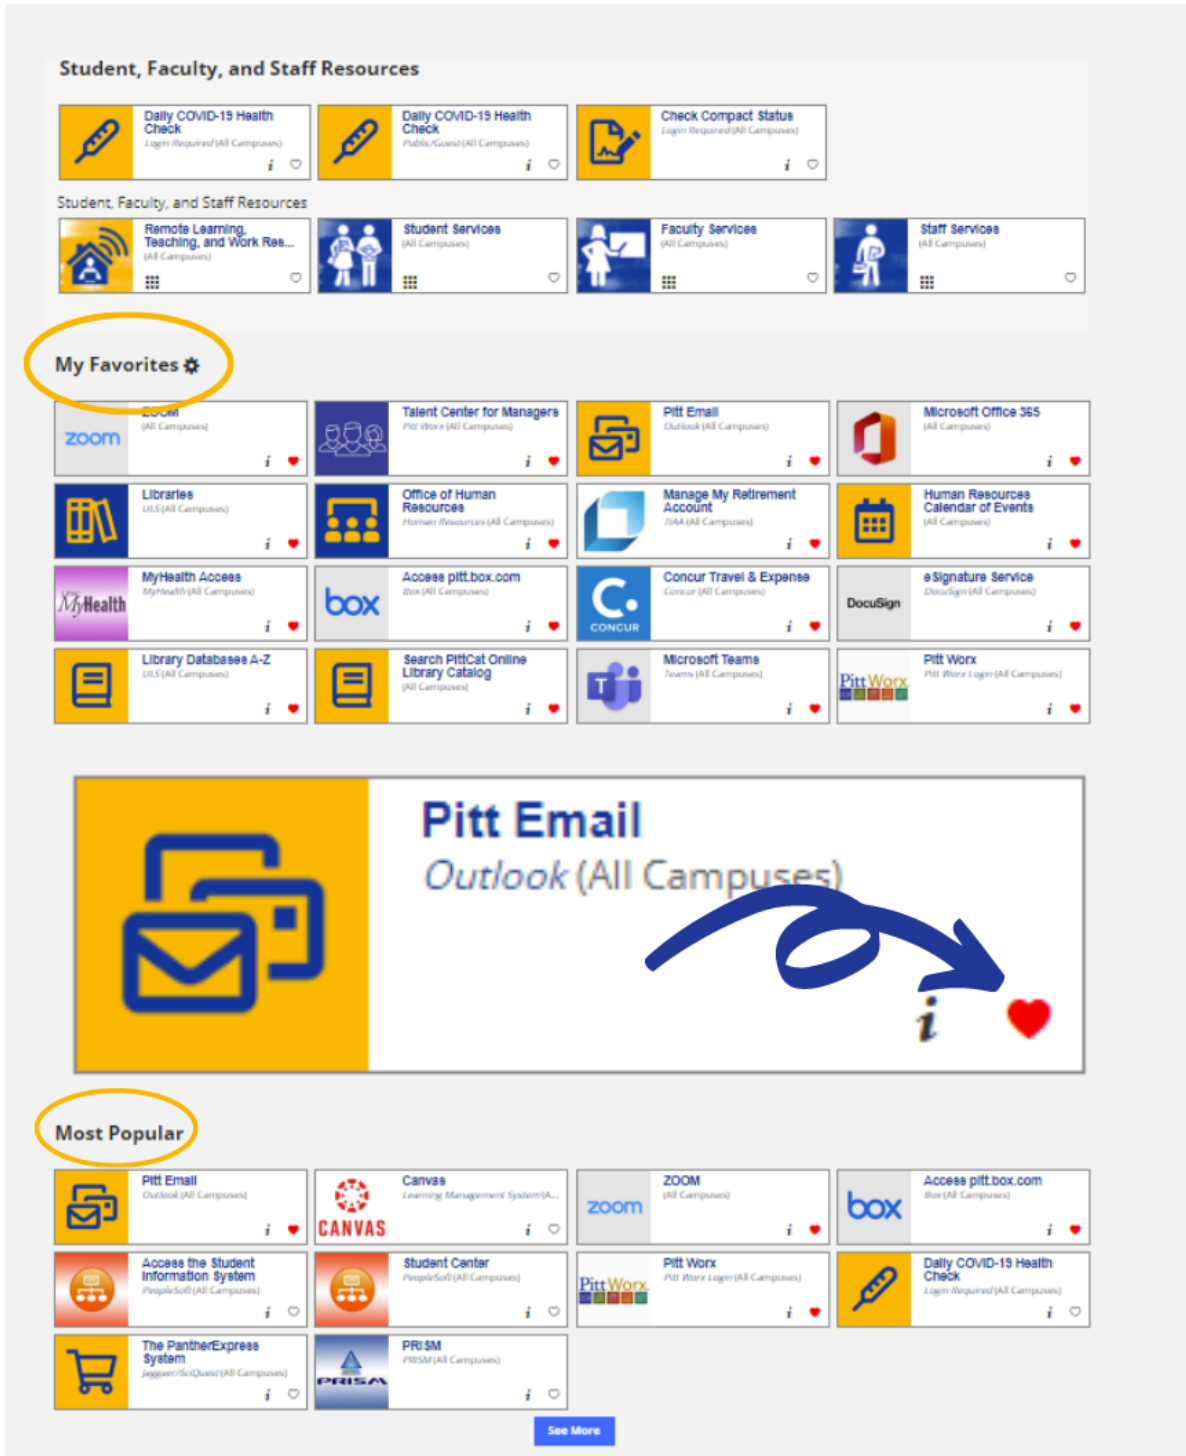 Student, Faculty, and Staff Resources
Daily COVID-19 Health
Check
Login Required (All Campuses)
i
Daily COVID-19 Health
Check
Public/Guest (All Campuses)
i
Check Compact Status
Login Required (All Campuses)
i
Student, Faculty, and Staff Resources
Remote Learning,
Teaching, and Work Res...
(All Campuses)
Student Services
(All Campuses)
Faculty Services
(All Campuses)
Staff Services
(All Campuses)
My Favorites
zoom
ZOOM
(All Campuses)
i
Talent Center for Managers
Pitt Worx (All Campuses)
i
Pitt Email
Outlook (All Campuses)
i
Microsoft Office 365
(All Campuses)
i
Libraries
ULS (All Campuses)
i
Office of Human
Resources
Human Resources (All Campuses)
i
Manage My Retirement
Account
TIAA (All Campuses)
i
Human Resources
Calendar of Events
(All Campuses)
i
MyHealth
MyHealth Access
MyHealth (All Campuses)
i
box
Access pitt.box.com
Box (All Campuses)
i
C.
CONCUR
Concur Travel & Expense
Concur (All Campuses)
i
DocuSign
eSignature Service
DocuSign (All Campuses)
i
Library Databases A-Z
ULS (All Campuses)
i
Search PittCat Online
Library Catalog
(All Campuses)
i
T
Microsoft Teams
Teams (All Campuses)
i
Pitt Worx
Pitt Worx
Pitt Worx Login (All Campuses)
i
Pitt Email
Outlook (All Campuses)
i
Most Popular
Pitt Email
Outlook (All Campuses)
i
CANVAS
Canvas
Learning Management System (A...
i
zoom
ZOOM
(All Campuses)
i
box
Access pitt.box.com
Box (All Campuses)
i
Access the Student
Information System
PeopleSoft (All Campuses)
i
Student Center
PeopleSoft (All Campuses)
i
Pitt Worx
Pitt Worx
Pitt Worx Login (All Campuses)
i
Daily COVID-19 Health
Check
Login Required (All Campuses)
i
The PantherExpress
System
Jaggaer/SciQuest (All Campuses)
i
PRISM
PRISM
PRISM (All Campuses)
i
See More